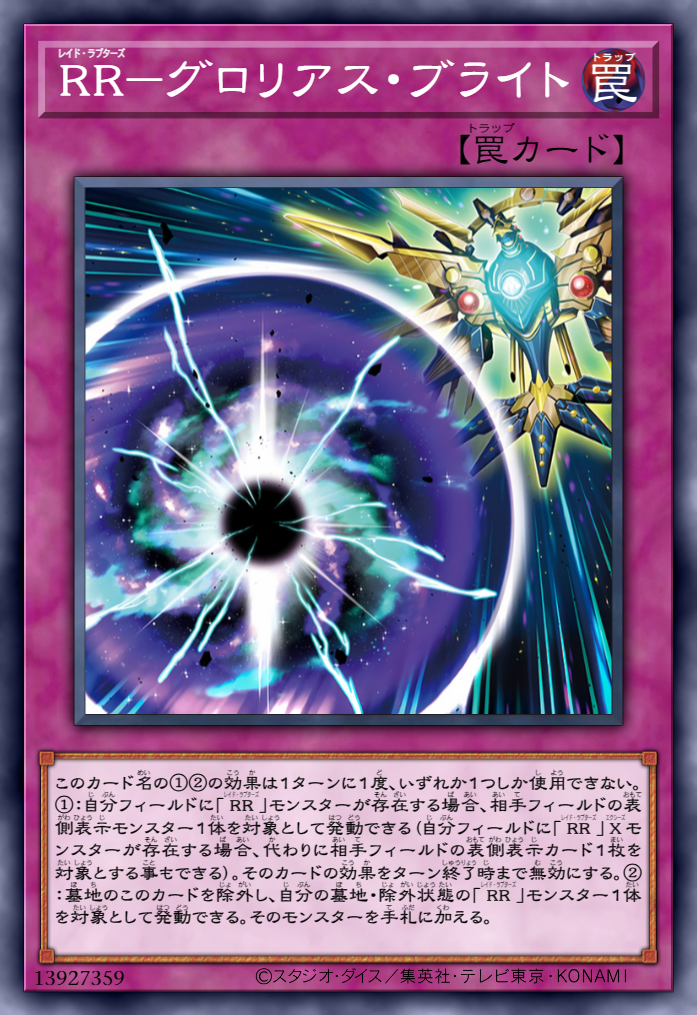 レイド・ラプターズ
RR－グロリアス・ブライト
トラップ
罠
トラップ
【罠カード】
このカード名の①②の効果は1ターンに1度、いずれか1つしか使用できない。
①:自分フィールドに「RR」モンスターが存在する場合、相手フィールドの表
側表示モンスター1体を対象として発動できる(自分フィールドに「RR」Xモ
ンスターが存在する場合、代わりに相手フィールドの表側表示カード1枚を
対象とする事もできる)。そのカードの効果をターン終了時まで無効にする。②
:墓地のこのカードを除外し、自分の墓地・除外状態の「RR」モンスター1体
を対象として発動できる。そのモンスターを手札に加える。
13927359
©スタジオ・ダイス／集英社・テレビ東京・KONAMI